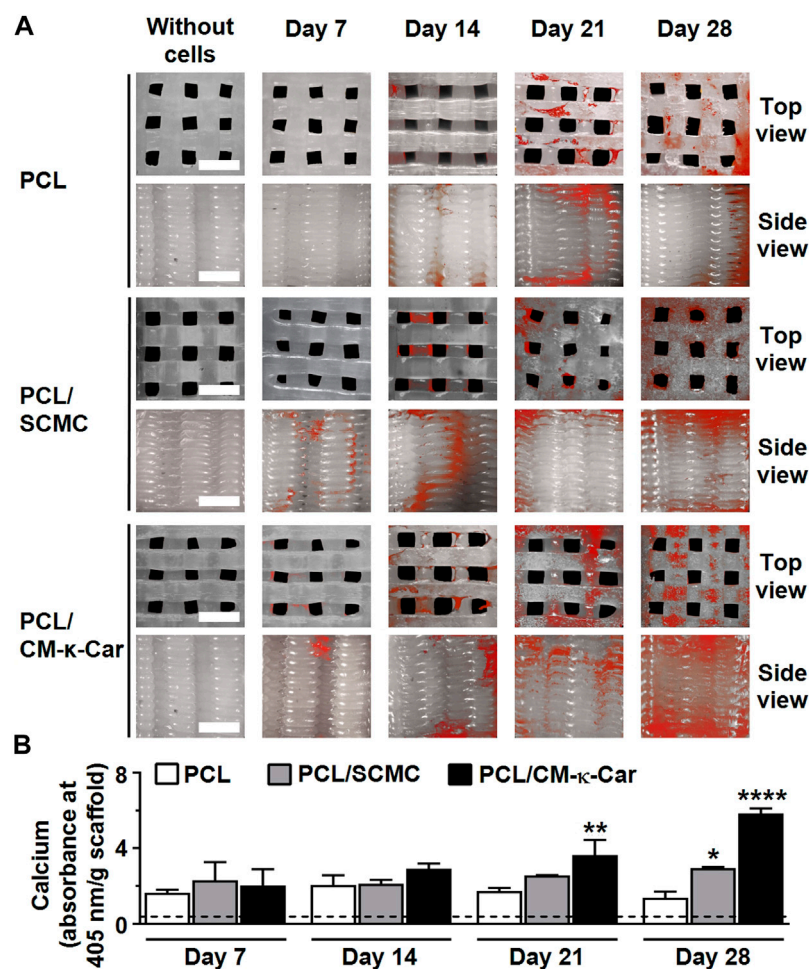 A
Without cells
Day 7
Day 14
Day 21
Day 28
PCL
Top view
Side view
PCL/ SCMC
Top view
Side view
PCL/ CM-κ-Car
Top view
Side view
B
Calcium (absorbance at 405 nm/g scaffold)
8
4
0
PCL
PCL/SCMC
PCL/CM-κ-Car
**
*
****
Day 7
Day 14
Day 21
Day 28